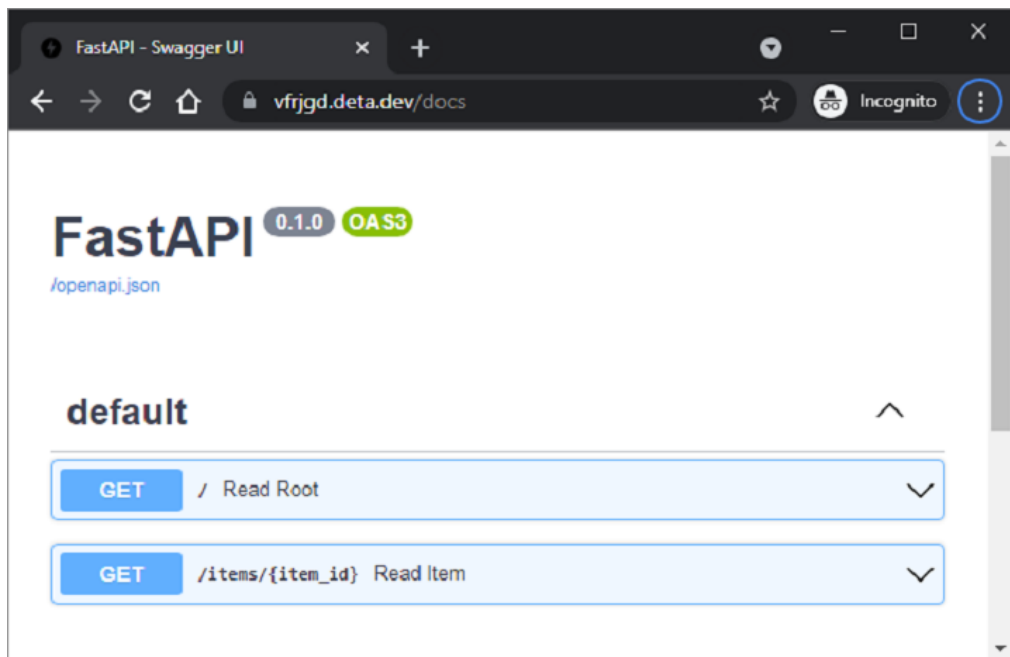 FastAPI - Swagger UI
vfrjgd.deta.dev/docs
Incognito
FastAPI 0.1.0 OAS3
/openapi.json
default
GET / Read Root
GET /items/{item_id} Read Item